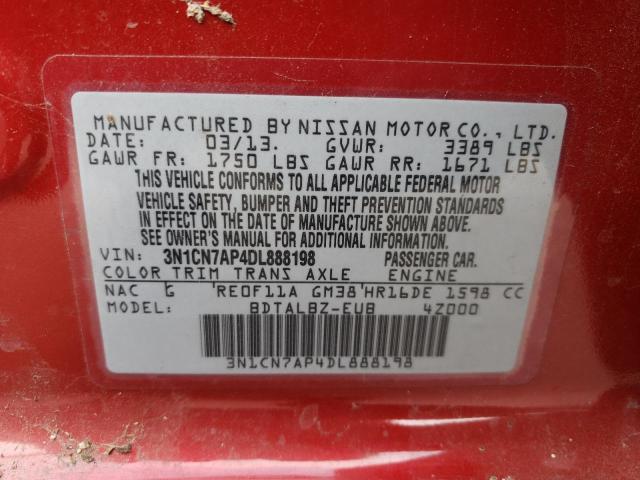 MANUFACTURED BY NISSAN MOTOR CO., LTD.
DATE: 03/13. GVWR: 3389 LBS
GAWR FR: 1750 LBS GAWR RR: 1671 LBS
THIS VEHICLE CONFORMS TO ALL APPLICABLE FEDERAL MOTOR
VEHICLE SAFETY, BUMPER AND THEFT PREVENTION STANDARDS
IN EFFECT ON THE DATE OF MANUFACTURE SHOWN ABOVE.
SEE OWNER'S MANUAL FOR ADDITIONAL INFORMATION.
VIN: 3N1CN7AP4DL888198 PASSENGER CAR.
COLOR TRIM TRANS AXLE ENGINE
NAC G RE0F11A GM38 HR16DE 1598 CC
MODEL: BDTALBZ-EUB 4Z000
3N1CN7AP4DL888198